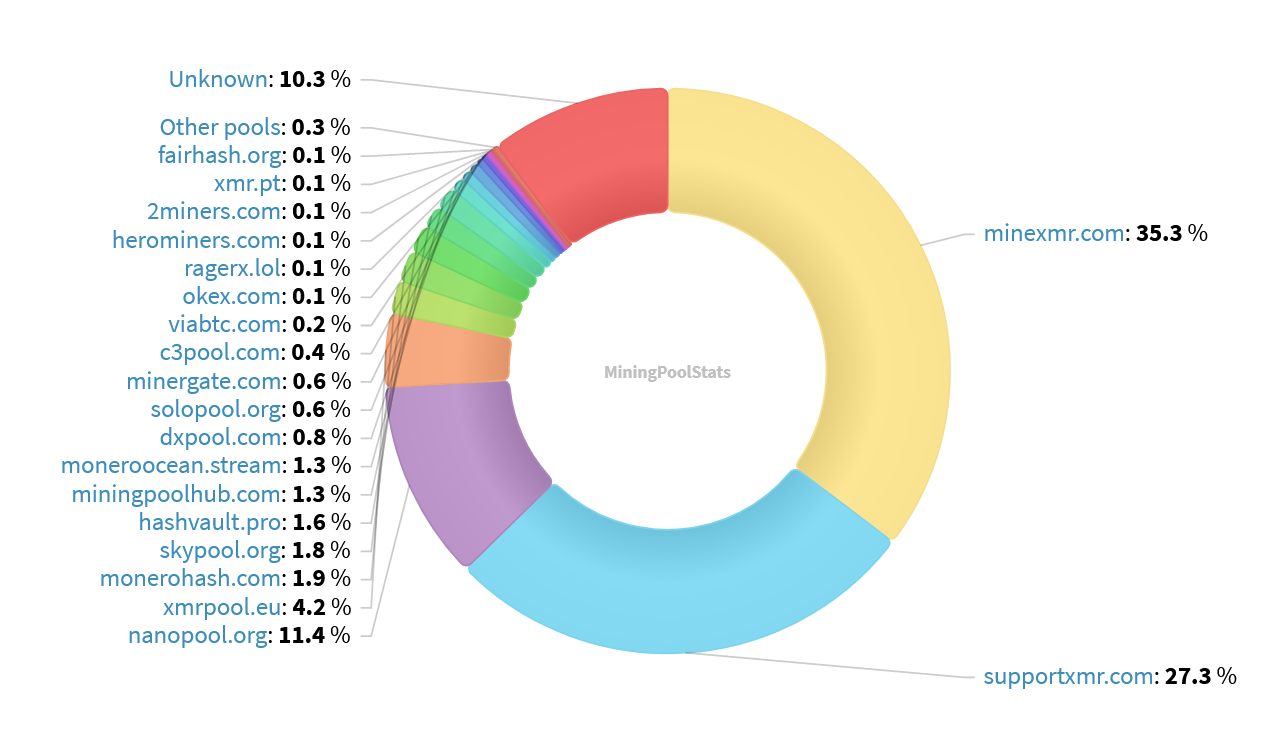 Unknown: 10.3 %
Other pools: 0.3 %
fairhash.org: 0.1 %
xmr.pt: 0.1 %
2miners.com: 0.1 %
herominers.com: 0.1 %
ragerx.lol: 0.1 %
okex.com: 0.1 %
viabtc.com: 0.2 %
c3pool.com: 0.4 %
minergate.com: 0.6 %
solopool.org: 0.6 %
dxpool.com: 0.8 %
moneroocean.stream: 1.3 %
miningpoolhub.com: 1.3 %
hashvault.pro: 1.6 %
skypool.org: 1.8 %
monerohash.com: 1.9 %
xmrpool.eu: 4.2 %
nanopool.org: 11.4 %
MiningPoolStats
minexmr.com: 35.3 %
supportxmr.com: 27.3 %